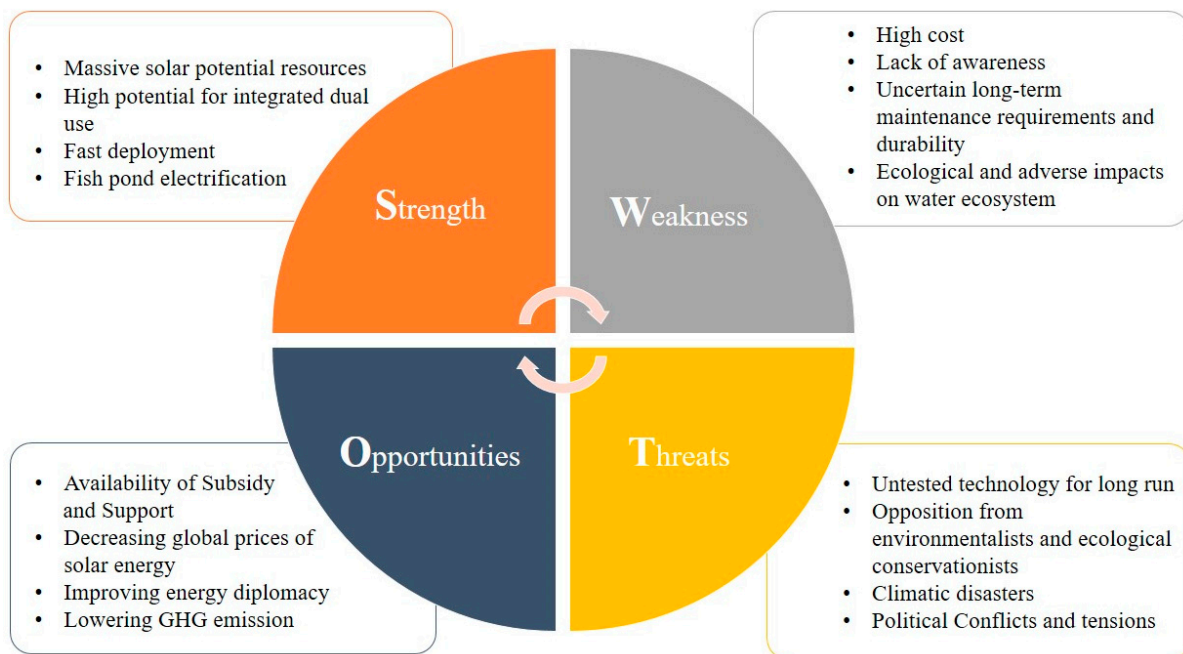 • Massive solar potential resources
• High potential for integrated dual
use
• Fast deployment
• Fish pond electrification
• High cost
• Lack of awareness
• Uncertain long-term
maintenance requirements and
durability
• Ecological and adverse impacts
on water ecosystem
Strength
Weakness
Opportunities
Threats
• Availability of Subsidy
and Support
• Decreasing global prices of
solar energy
• Improving energy diplomacy
• Lowering GHG emission
• Untested technology for long run
• Opposition from
environmentalists and ecological
conservationists
• Climatic disasters
• Political Conflicts and tensions